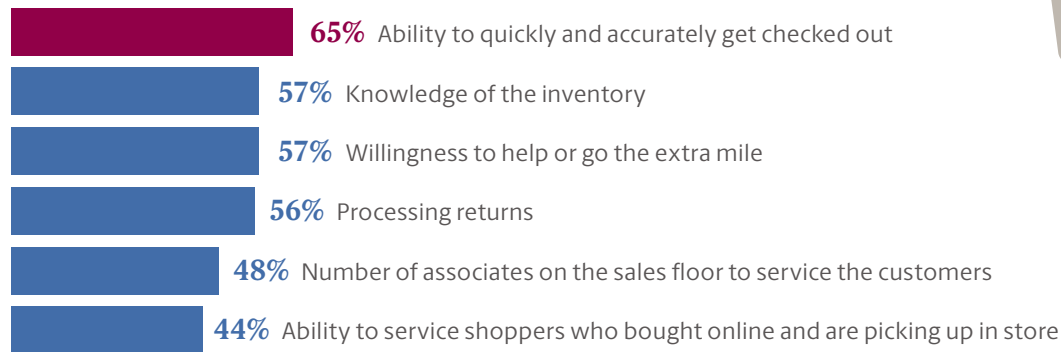 65% Ability to quickly and accurately get checked out
57% Knowledge of the inventory
57% Willingness to help or go the extra mile
56% Processing returns
48% Number of associates on the sales floor to service the customers
44% Ability to service shoppers who bought online and are picking up in store